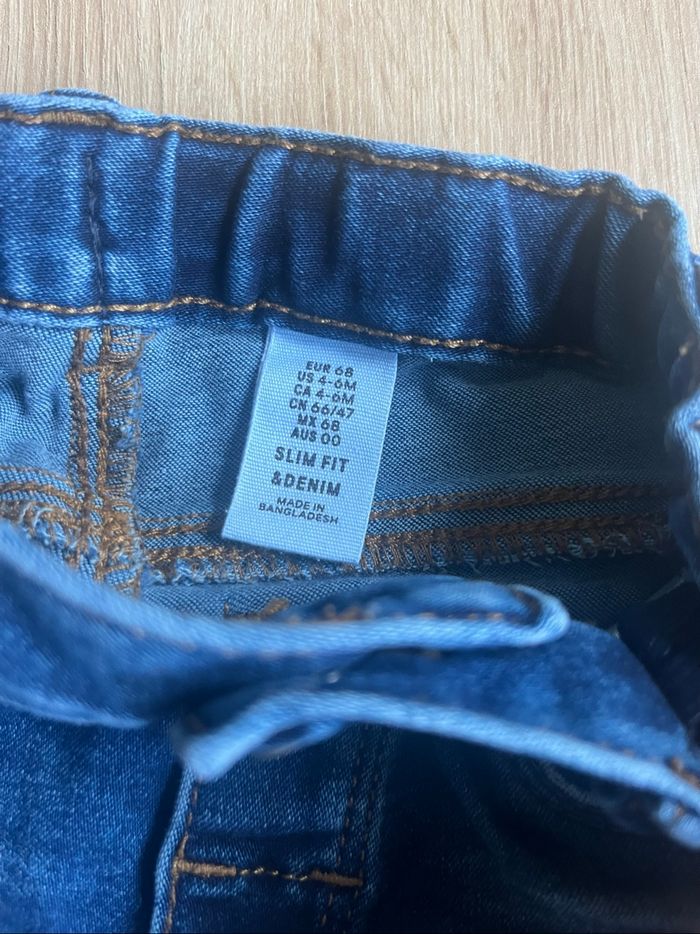 EUR 68
US 4-6M
CA 4-6M
CN 66/47
MX 68
AUS 00
SLIM FIT
&DENIM
MADE IN
BANGLADESH